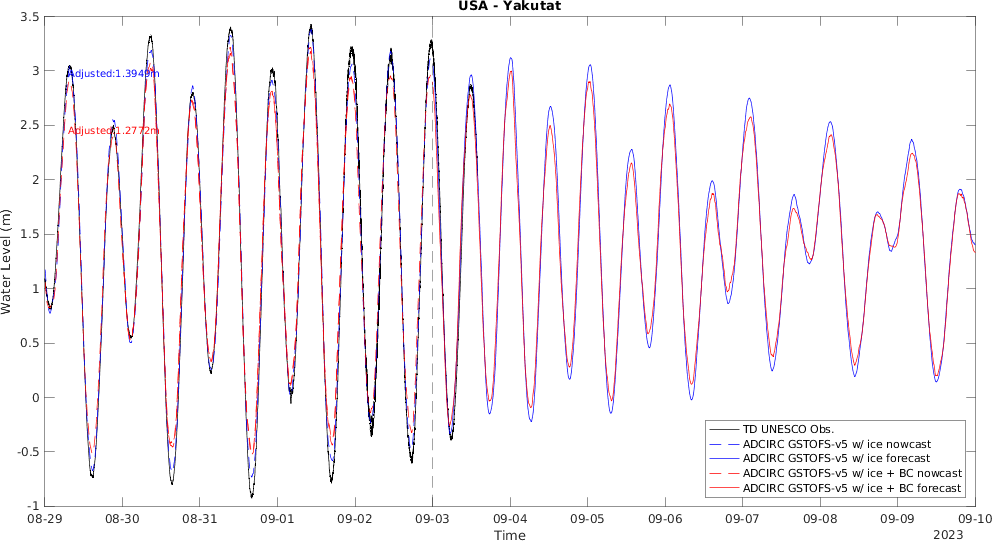 USA - Yakutat
3.5
3
2.5
2
1.5
1
0.5
0
-0.5
-1
Water Level (m)
Adjusted:1.3949m
Adjusted:1.2772m
TD UNESCO Obs.
ADCIRC GSTOFS-v5 w/ ice nowcast
ADCIRC GSTOFS-v5 w/ ice forecast
ADCIRC GSTOFS-v5 w/ ice + BC nowcast
ADCIRC GSTOFS-v5 w/ ice + BC forecast
08-29 08-30 08-31 09-01 09-02 09-03 09-04 09-05 09-06 09-07 09-08 09-09 09-10
Time
2023